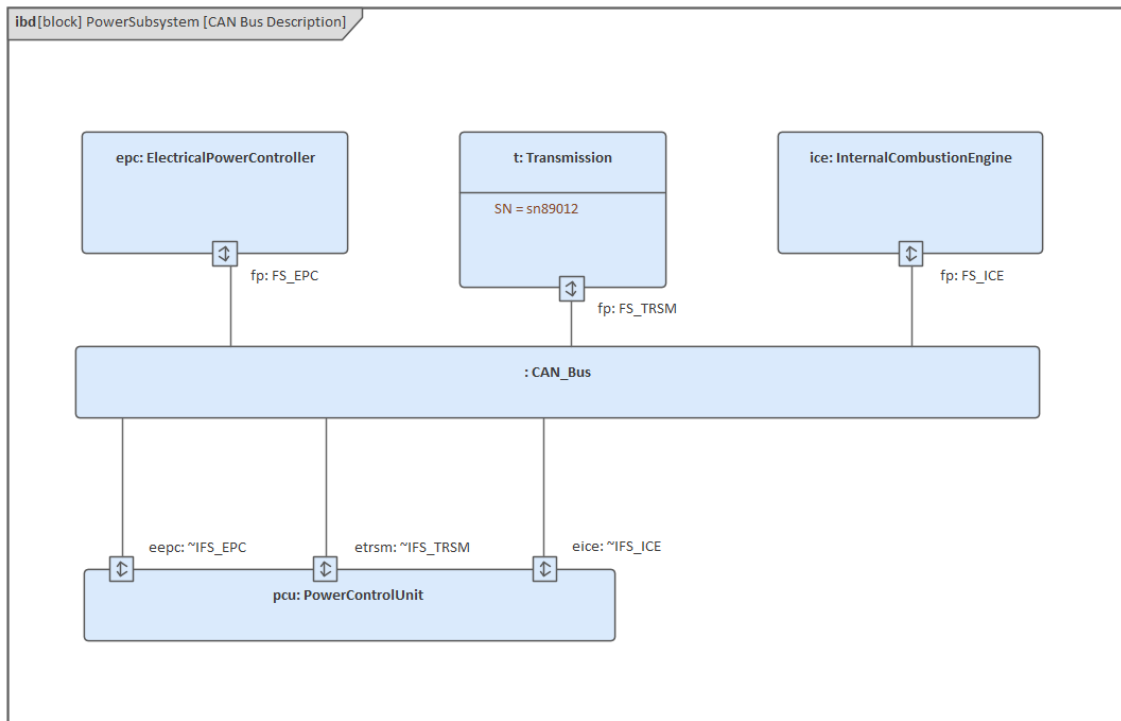 ibd[block] PowerSubsystem [CAN Bus Description]
epc: ElectricalPowerController
t: Transmission
ice: InternalCombustionEngine
SN = sn89012
fp: FS_EPC
fp: FS_ICE
fp: FS_TRSM
: CAN_Bus
eepc: ~IFS_EPC
etrsm: ~IFS_TRSM
eice: ~IFS_ICE
pcu: PowerControlUnit